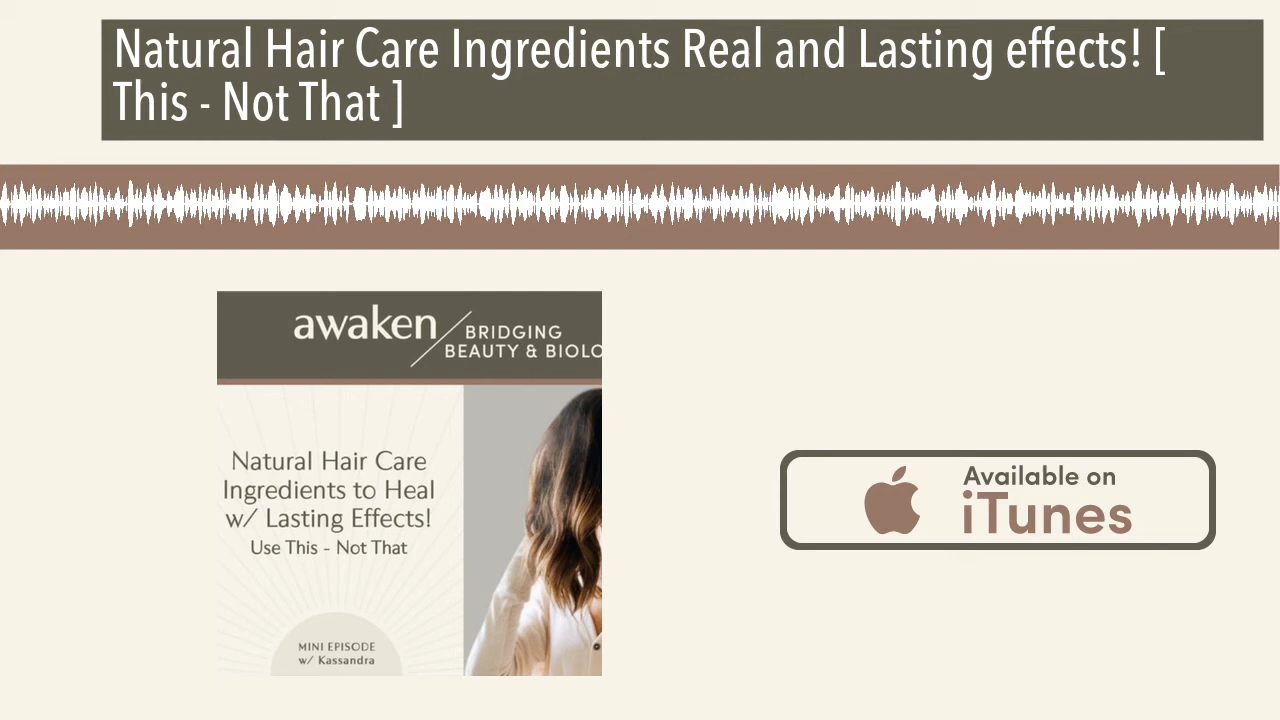 Natural Hair Care Ingredients Real and Lasting effects! [
This - Not That ]
awaken
BRIDGING
BEAUTY & BIOLO
Natural Hair Care
Ingredients to Heal
w/ Lasting Effects!
Use This - Not That
MINI EPISODE
w/ Kassandra
Available on
iTunes